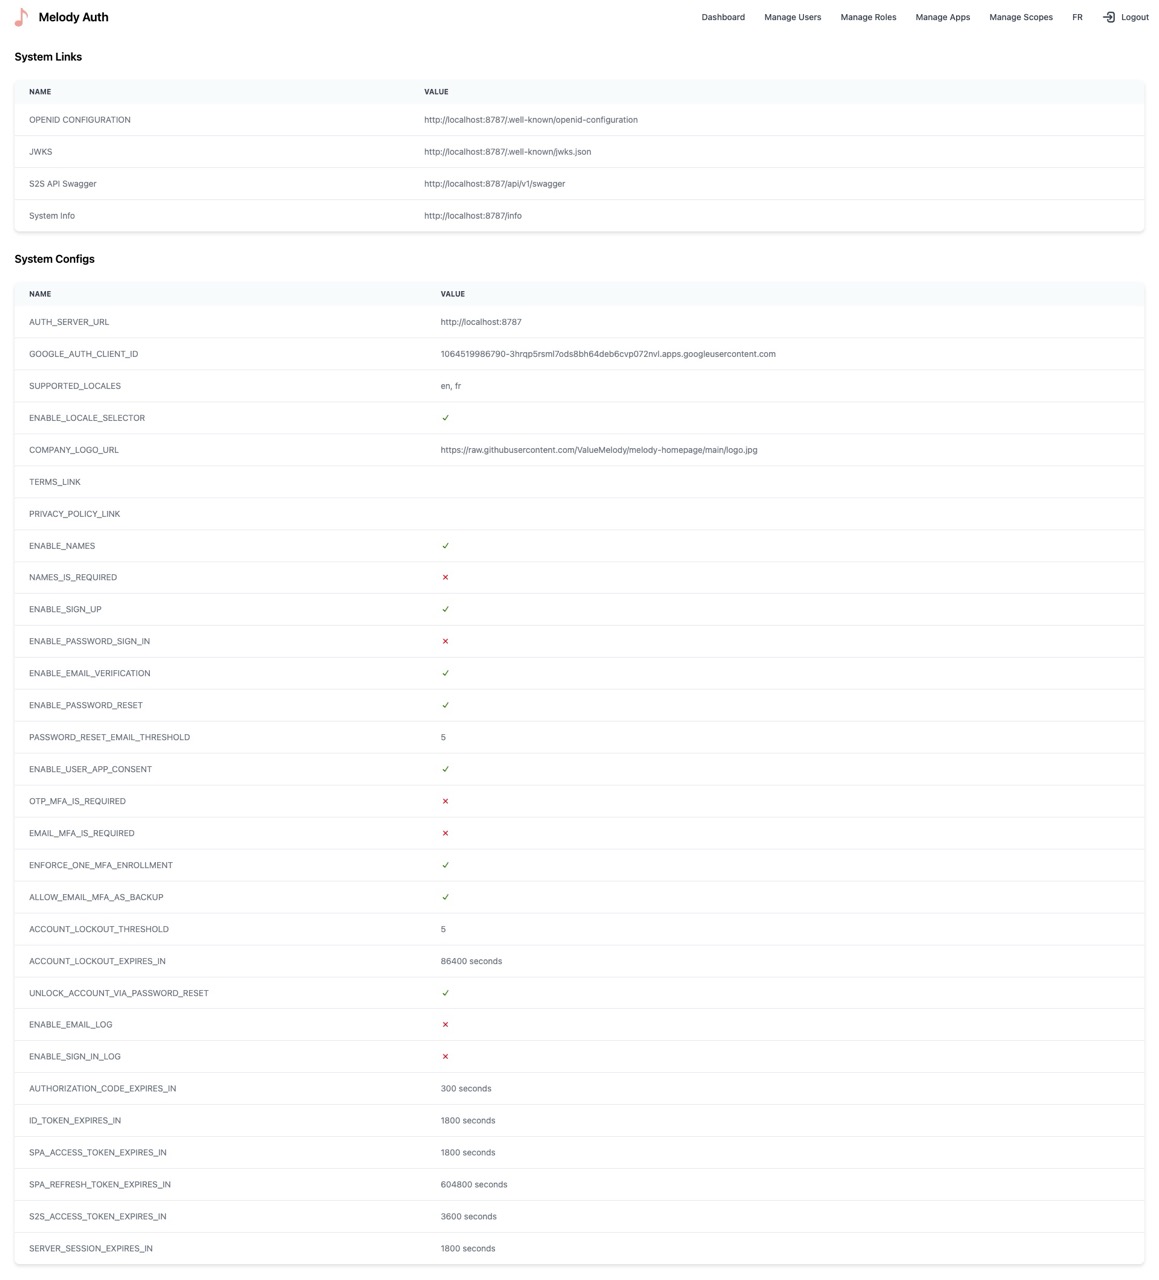 Melody Auth Dashboard Manage Users Manage Roles Manage Apps Manage Scopes FR Logout
System Links
NAME VALUE
OPENID CONFIGURATION http://localhost:8787/.well-known/openid-configuration
JWKS http://localhost:8787/.well-known/jwks.json
S2S API Swagger http://localhost:8787/api/v1/swagger
System Info http://localhost:8787/info
System Configs
NAME VALUE
AUTH_SERVER_URL http://localhost:8787
GOOGLE_AUTH_CLIENT_ID 1064519986790-3hrqp5rsml7ods8bh64deb6cvp072nvl.apps.googleusercontent.com
SUPPORTED_LOCALES en, fr
ENABLE_LOCALE_SELECTOR ✓
COMPANY_LOGO_URL https://raw.githubusercontent.com/ValueMelody/melody-homepage/main/logo.jpg
TERMS_LINK
PRIVACY_POLICY_LINK
ENABLE_NAMES ✓
NAMES_IS_REQUIRED ✕
ENABLE_SIGN_UP ✓
ENABLE_PASSWORD_SIGN_IN ✕
ENABLE_EMAIL_VERIFICATION ✓
ENABLE_PASSWORD_RESET ✓
PASSWORD_RESET_EMAIL_THRESHOLD 5
ENABLE_USER_APP_CONSENT ✓
OTP_MFA_IS_REQUIRED ✕
EMAIL_MFA_IS_REQUIRED ✕
ENFORCE_ONE_MFA_ENROLLMENT ✓
ALLOW_EMAIL_MFA_AS_BACKUP ✓
ACCOUNT_LOCKOUT_THRESHOLD 5
ACCOUNT_LOCKOUT_EXPIRES_IN 86400 seconds
UNLOCK_ACCOUNT_VIA_PASSWORD_RESET ✓
ENABLE_EMAIL_LOG ✕
ENABLE_SIGN_IN_LOG ✕
AUTHORIZATION_CODE_EXPIRES_IN 300 seconds
ID_TOKEN_EXPIRES_IN 1800 seconds
SPA_ACCESS_TOKEN_EXPIRES_IN 1800 seconds
SPA_REFRESH_TOKEN_EXPIRES_IN 604800 seconds
S2S_ACCESS_TOKEN_EXPIRES_IN 3600 seconds
SERVER_SESSION_EXPIRES_IN 1800 seconds